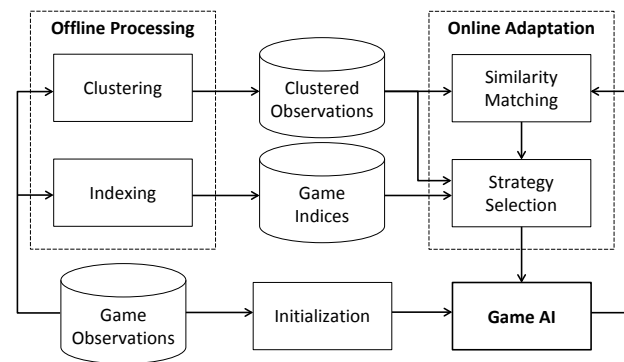 Offline Processing
Online Adaptation
Clustering
Clustered
Observations
Similarity
Matching
Indexing
Game
Indices
Strategy
Selection
Game
Observations
Initialization
Game AI